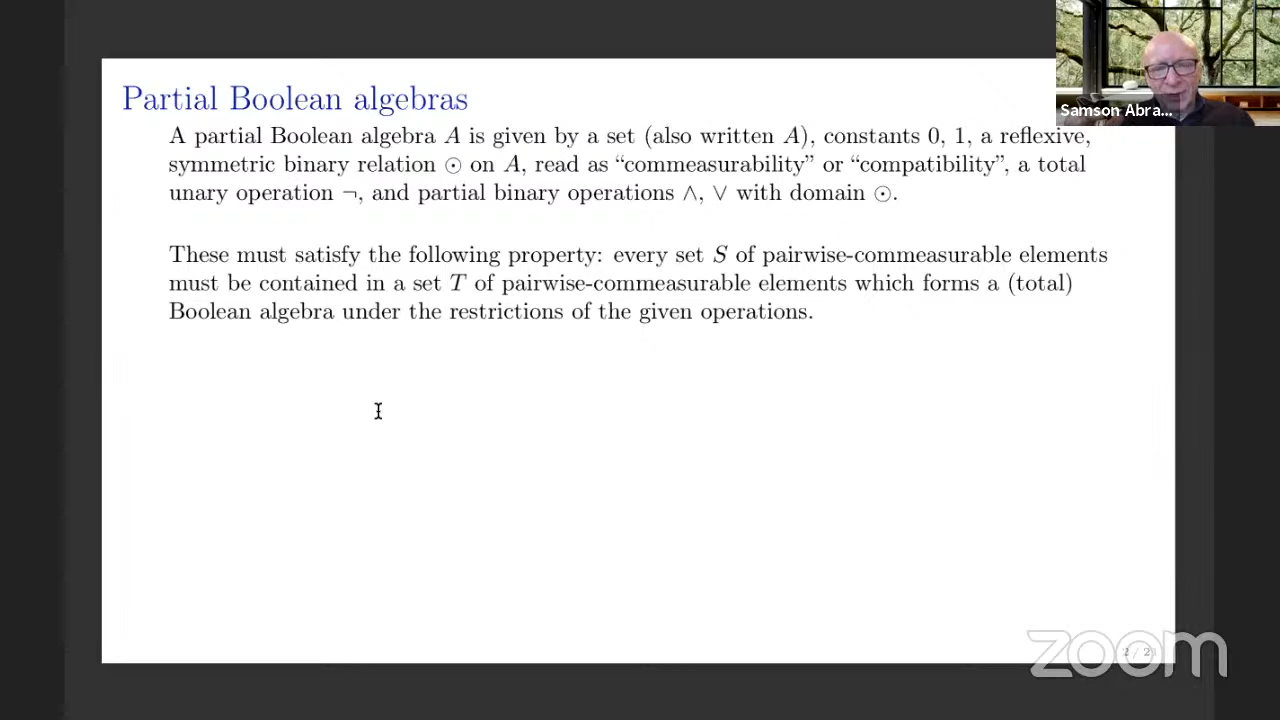 Partial Boolean algebras
A partial Boolean algebra A is given by a set (also written A), constants 0, 1, a reflexive,
symmetric binary relation ⊙ on A, read as “commeasurability” or “compatibility”, a total
unary operation ¬, and partial binary operations ∧, ∨ with domain ⊙.
These must satisfy the following property: every set S of pairwise-commeasurable elements
must be contained in a set T of pairwise-commeasurable elements which forms a (total)
Boolean algebra under the restrictions of the given operations.
Samson Abra...
zoom